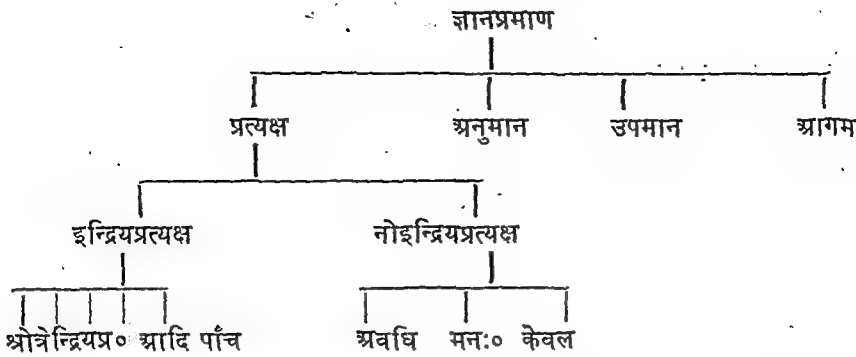 ज्ञानप्रमाण
प्रत्यक्ष अनुमान उपमान आगम
इन्द्रियप्रत्यक्ष नोइन्द्रियप्रत्यक्ष
श्रोत्रेन्द्रियप्र० आदि पाँच अवधि मनः० केवल